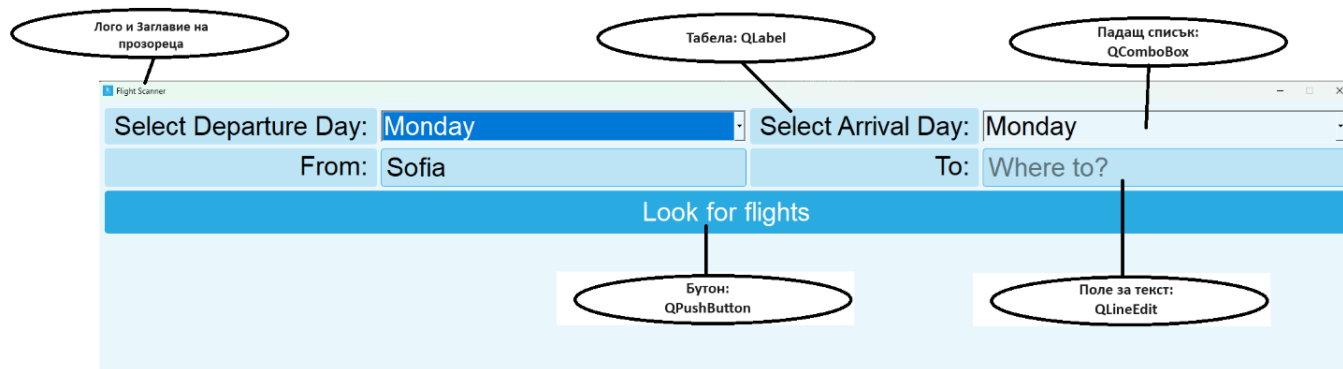 Лого и Заглавие на
прозореца
Табела: QLabel
Падащ списък:
QComboBox
Flight Scanner
Select Departure Day:
Monday
Select Arrival Day:
Monday
From:
Sofia
To:
Where to?
Look for flights
Бутон:
QPushButton
Поле за текст:
QLineEdit